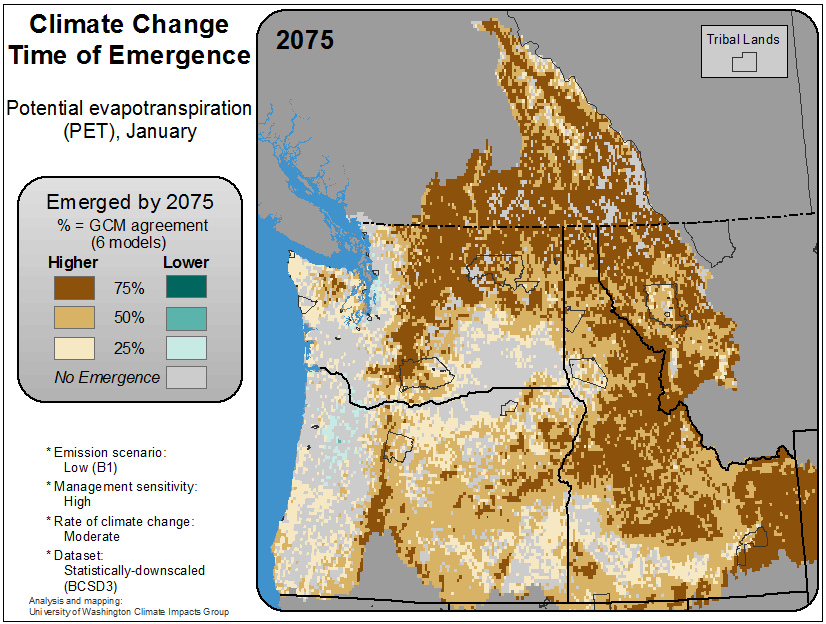 Climate Change
Time of Emergence
Potential evapotranspiration
(PET), January
Emerged by 2075
% = GCM agreement
(6 models)
Higher Lower
75%
50%
25%
No Emergence
* Emission scenario:
Low (B1)
* Management sensitivity:
High
* Rate of climate change:
Moderate
* Dataset:
Statistically-downscaled
(BCSD3)
Analysis and mapping:
University of Washington Climate Impacts Group
2075
Tribal Lands